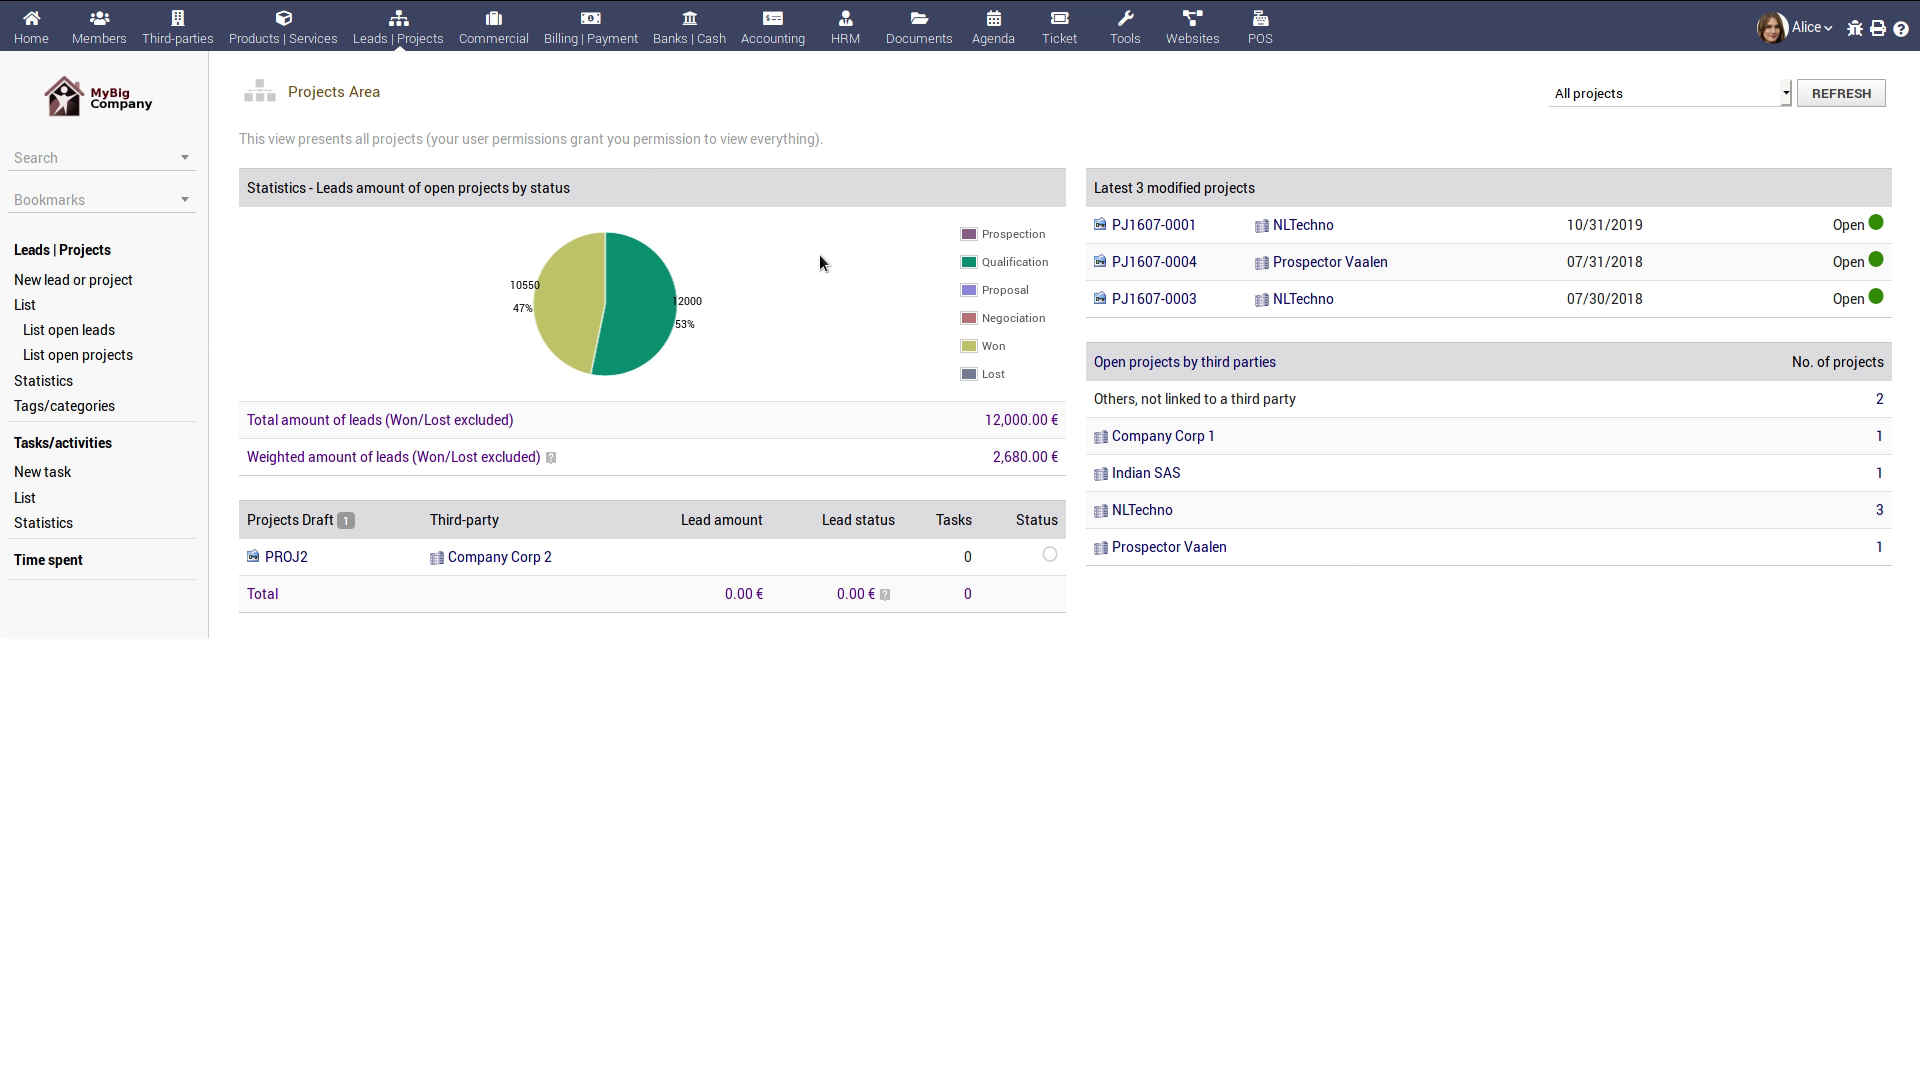 Home Members Third-parties Products | Services Leads | Projects Commercial Billing | Payment Banks | Cash Accounting HRM Documents Agenda Ticket Tools Websites POS Alice
MyBig
Company
Search
Bookmarks
Leads | Projects
New lead or project
List
List open leads
List open projects
Statistics
Tags/categories
Tasks/activities
New task
List
Statistics
Time spent
Projects Area
All projects REFRESH
This view presents all projects (your user permissions grant you permission to view everything).
Statistics - Leads amount of open projects by status
10550
47%
12000
53%
Prospection
Qualification
Proposal
Negociation
Won
Lost
Total amount of leads (Won/Lost excluded) 12,000.00 €
Weighted amount of leads (Won/Lost excluded) ? 2,680.00 €
Projects Draft 1 Third-party Lead amount Lead status Tasks Status
PROJ2 Company Corp 2 0
Total 0.00 € 0.00 € ? 0
Latest 3 modified projects
PJ1607-0001 NLTechno 10/31/2019 Open
PJ1607-0004 Prospector Vaalen 07/31/2018 Open
PJ1607-0003 NLTechno 07/30/2018 Open
Open projects by third parties No. of projects
Others, not linked to a third party 2
Company Corp 1 1
Indian SAS 1
NLTechno 3
Prospector Vaalen 1